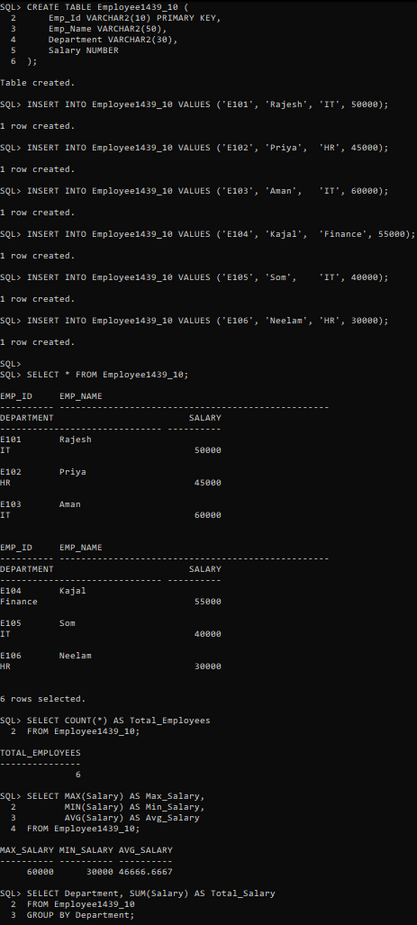 SQL> CREATE TABLE Employee1439_10 (
  2      Emp_Id VARCHAR2(10) PRIMARY KEY,
  3      Emp_Name VARCHAR2(50),
  4      Department VARCHAR2(30),
  5      Salary NUMBER
  6  );

Table created.

SQL> INSERT INTO Employee1439_10 VALUES ('E101', 'Rajesh', 'IT', 50000);

1 row created.

SQL> INSERT INTO Employee1439_10 VALUES ('E102', 'Priya',  'HR', 45000);

1 row created.

SQL> INSERT INTO Employee1439_10 VALUES ('E103', 'Aman',   'IT', 60000);

1 row created.

SQL> INSERT INTO Employee1439_10 VALUES ('E104', 'Kajal',  'Finance', 55000);

1 row created.

SQL> INSERT INTO Employee1439_10 VALUES ('E105', 'Som',    'IT', 40000);

1 row created.

SQL> INSERT INTO Employee1439_10 VALUES ('E106', 'Neelam', 'HR', 30000);

1 row created.

SQL>
SQL> SELECT * FROM Employee1439_10;

EMP_ID     EMP_NAME
---------- --------------------------------------------------
DEPARTMENT                         SALARY
------------------------------ ----------
E101       Rajesh
IT                                  50000

E102       Priya
HR                                  45000

E103       Aman
IT                                  60000


EMP_ID     EMP_NAME
---------- --------------------------------------------------
DEPARTMENT                         SALARY
------------------------------ ----------
E104       Kajal
Finance                             55000

E105       Som
IT                                  40000

E106       Neelam
HR                                  30000


6 rows selected.

SQL> SELECT COUNT(*) AS Total_Employees
  2  FROM Employee1439_10;

TOTAL_EMPLOYEES
---------------
              6

SQL> SELECT MAX(Salary) AS Max_Salary,
  2         MIN(Salary) AS Min_Salary,
  3         AVG(Salary) AS Avg_Salary
  4  FROM Employee1439_10;

MAX_SALARY MIN_SALARY AVG_SALARY
---------- ---------- ----------
     60000      30000 46666.6667

SQL> SELECT Department, SUM(Salary) AS Total_Salary
  2  FROM Employee1439_10
  3  GROUP BY Department;